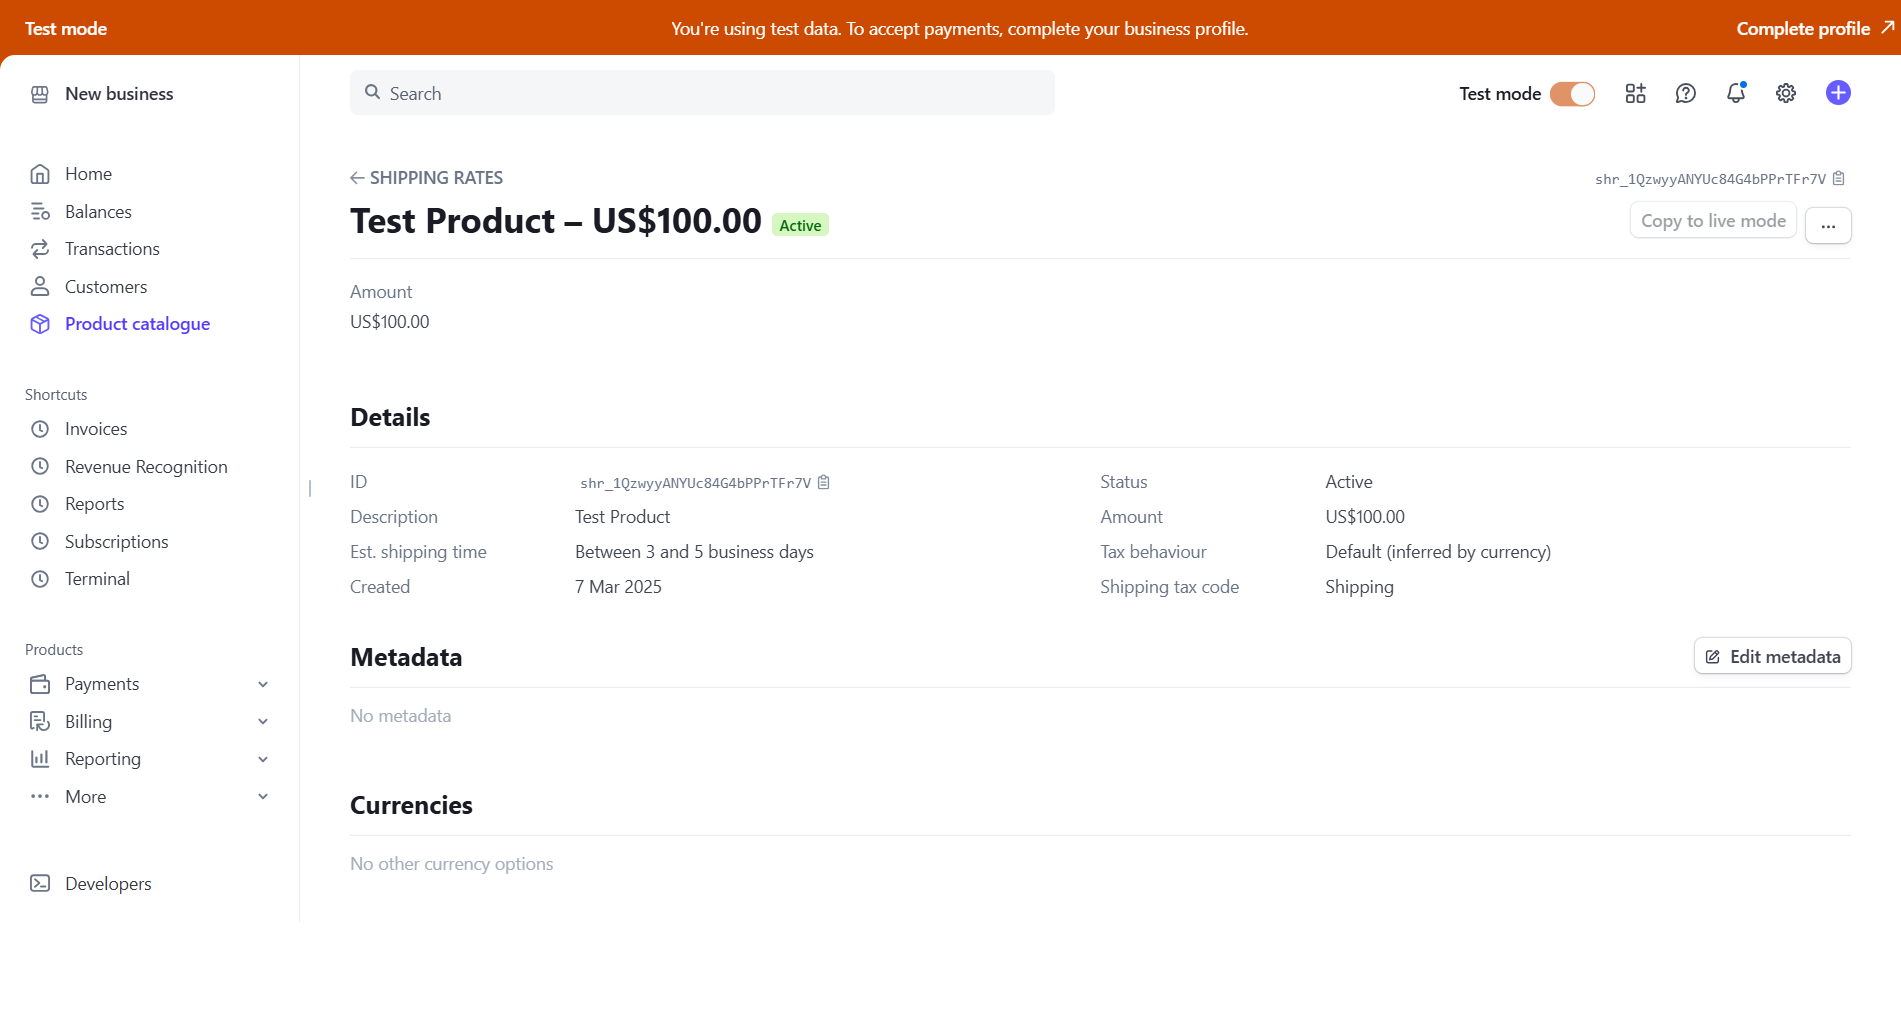 Test mode
You're using test data. To accept payments, complete your business profile.
Complete profile
New business
Search
Test mode
Home
Balances
Transactions
Customers
Product catalogue
Shortcuts
Invoices
Revenue Recognition
Reports
Subscriptions
Terminal
Products
Payments
Billing
Reporting
More
Developers
SHIPPING RATES
shr_1QzwyyANYUc84G4bPPrTFr7V
Test Product – US$100.00
Active
Copy to live mode
Amount
US$100.00
Details
ID shr_1QzwyyANYUc84G4bPPrTFr7V
Description Test Product
Est. shipping time Between 3 and 5 business days
Created 7 Mar 2025
Status Active
Amount US$100.00
Tax behaviour Default (inferred by currency)
Shipping tax code Shipping
Metadata
Edit metadata
No metadata
Currencies
No other currency options